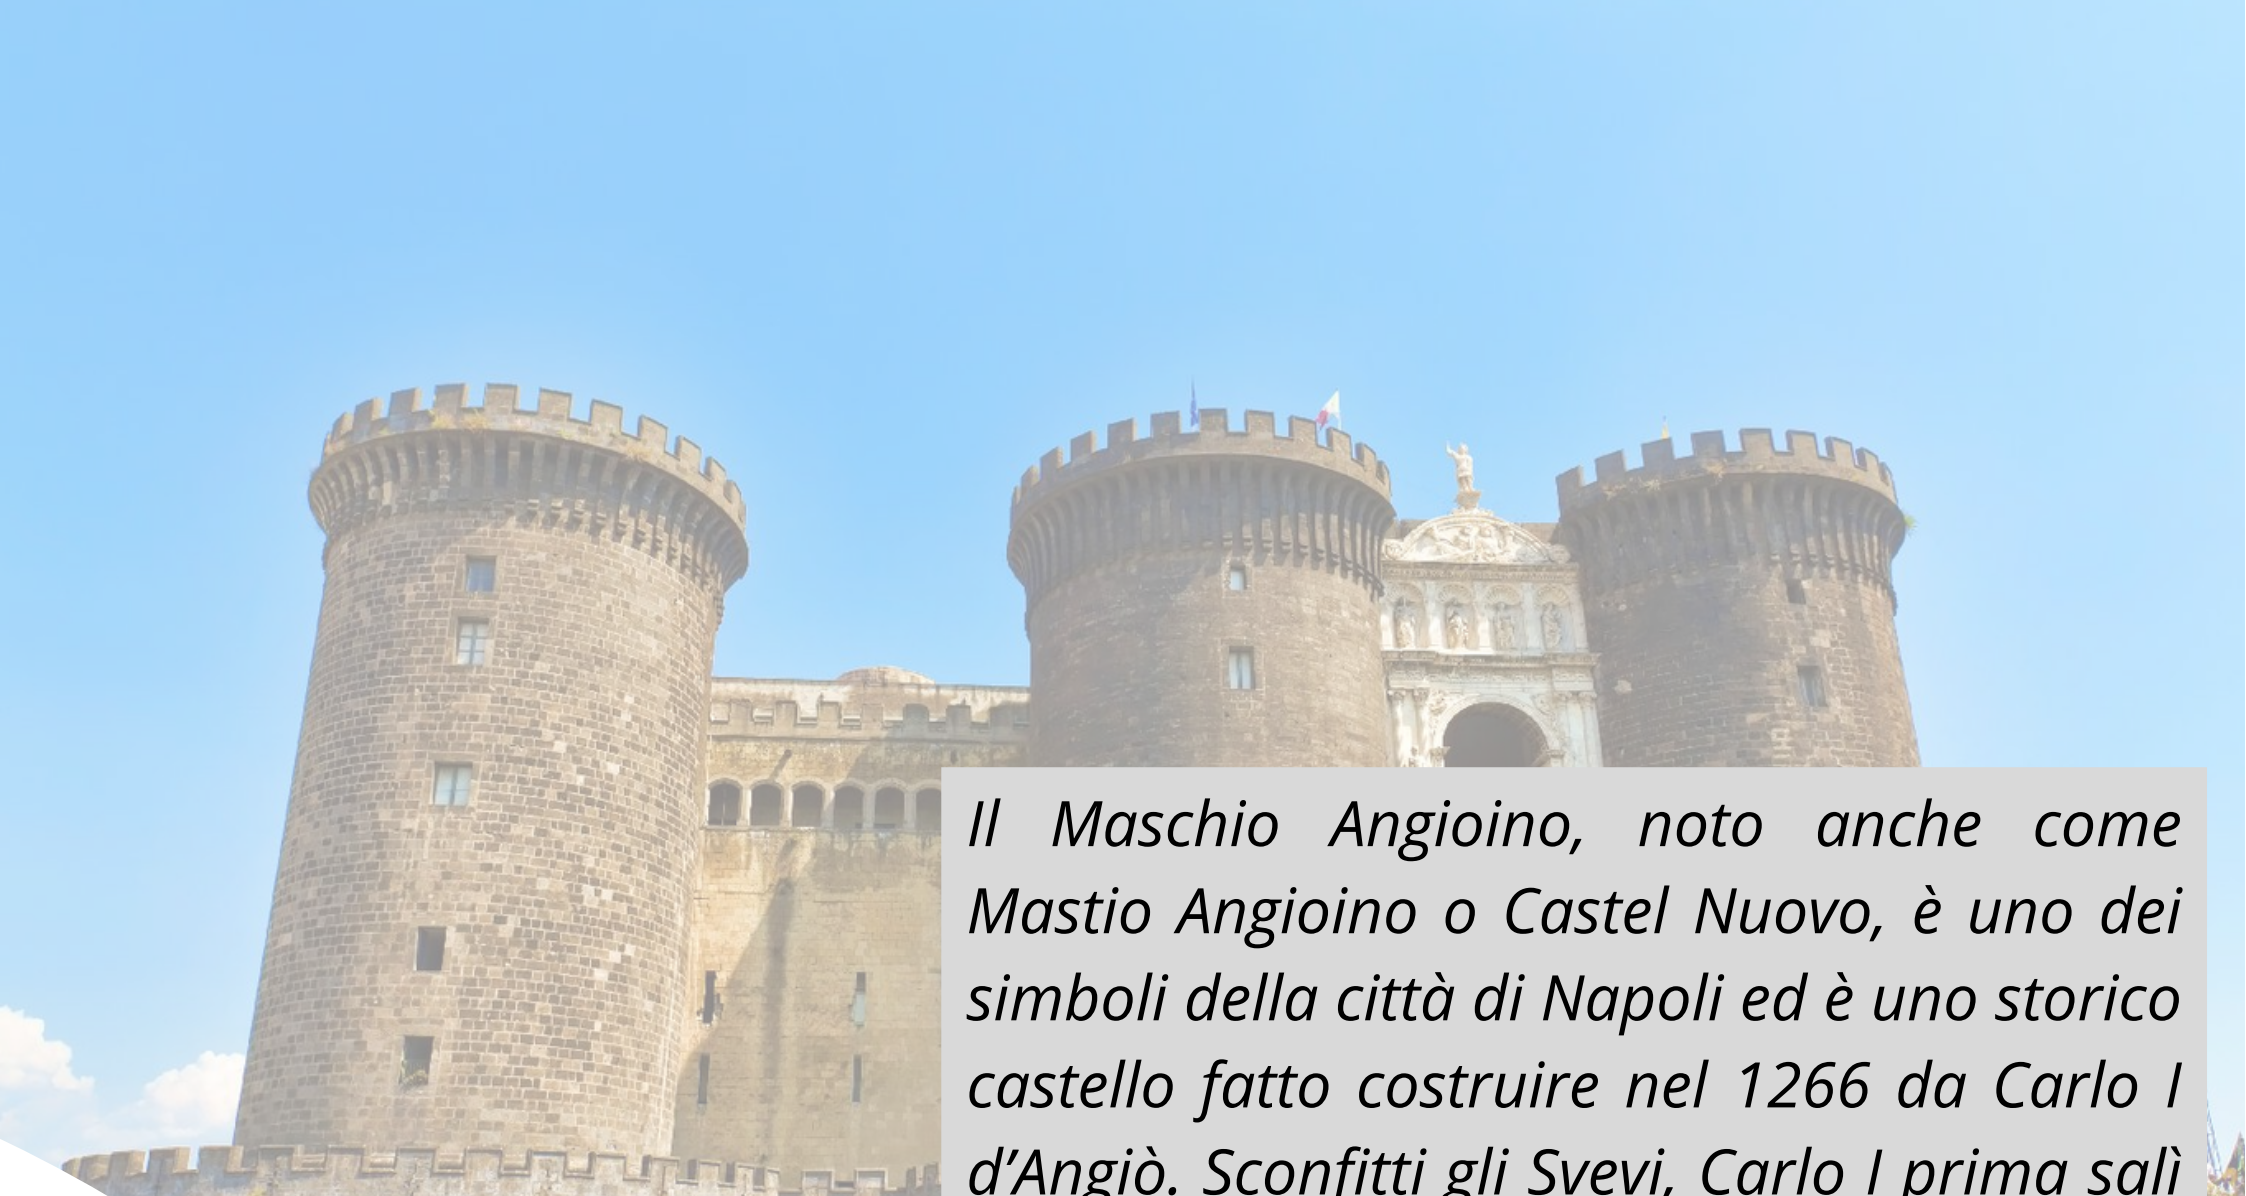 Il Maschio Angioino, noto anche come
Mastio Angioino o Castel Nuovo, è uno dei
simboli della città di Napoli ed è uno storico
castello fatto costruire nel 1266 da Carlo I
d’Angiò. Sconfitti gli Svevi, Carlo I prima salì